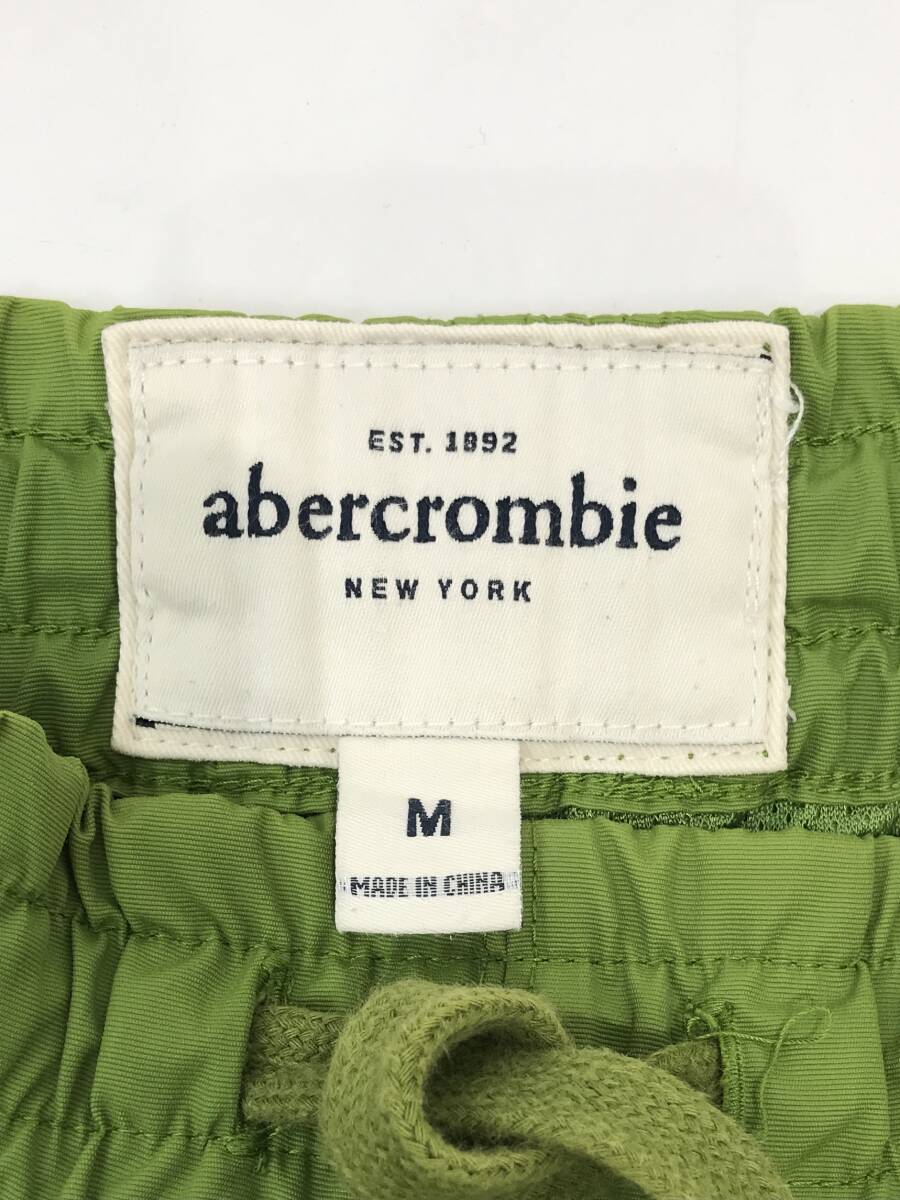 EST. 1892
abercrombie
NEW YORK
M
MADE IN CHINA